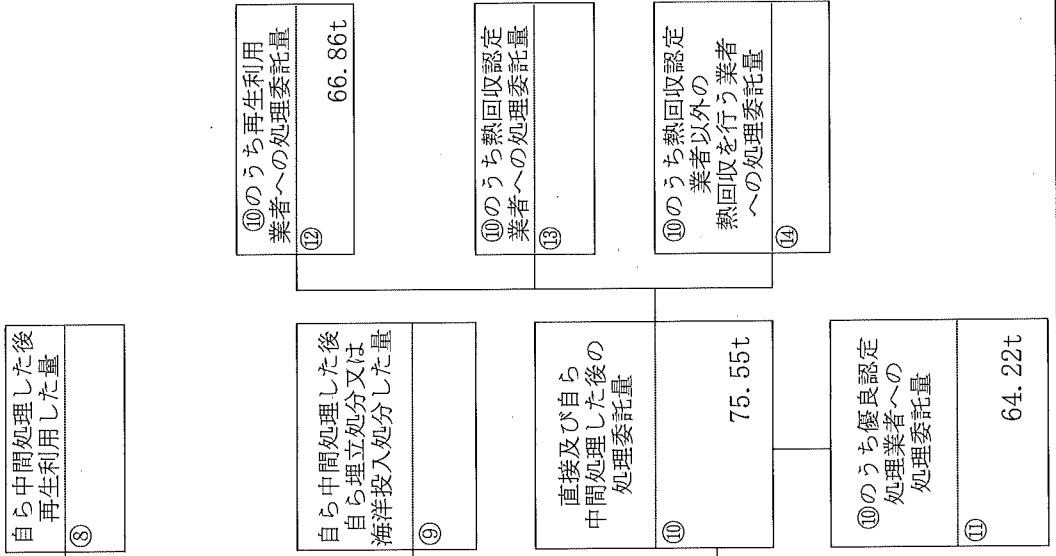 自ら中間処理した後
再生利用した量
⑧
自ら中間処理した後
自ら埋立処分又は
海洋投入処分した量
⑨
直接及び自ら
中間処理した後の
処理委託量
⑩
75.55t
⑩のうち優良認定
処理業者への
処理委託量
⑪
64.22t
⑩のうち再生利用
業者への処理委託量
⑫
66.86t
⑩のうち熱回収認定
業者への処理委託量
⑬
⑩のうち熱回収認定
業者以外の
熱回収を行う業者
への処理委託量
⑭